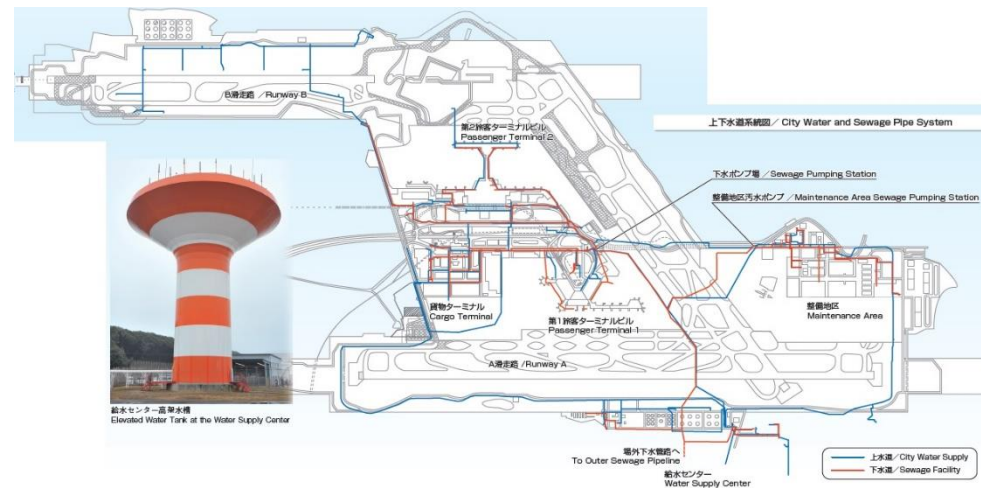 B滑走路 /Runway B
第2旅客ターミナルビル
Passenger Terminal 2
上下水道系統図/ City Water and Sewage Pipe System
下水ポンプ場 /Sewage Pumping Station
整備地区汚水ポンプ/Maintenance Area Sewage Pumping Station
貨物ターミナル
Cargo Terminal
第1旅客ターミナルビル
Passenger Terminal 1
整備地区
Maintenance Area
A滑走路 /Runway A
給水センター高架水槽
Elevated Water Tank at the Water Supply Center
場外下水管路へ
To Outer Sewage Pipeline
給水センター
Water Supply Center
上水道/City Water Supply
下水道/Sewage Facility